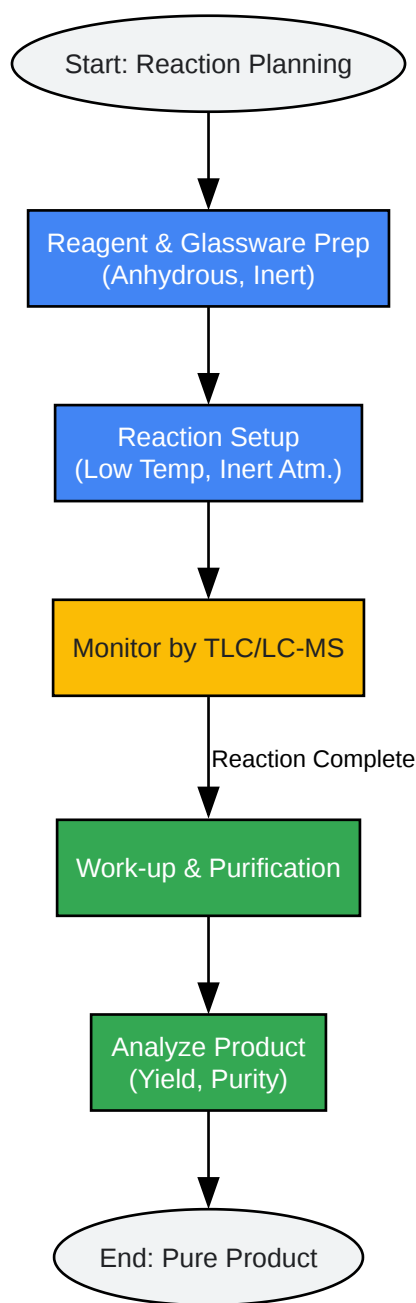 Start: Reaction Planning
Reagent & Glassware Prep
(Anhydrous, Inert)
Reaction Setup
(Low Temp, Inert Atm.)
Monitor by TLC/LC-MS
Reaction Complete
Work-up & Purification
Analyze Product
(Yield, Purity)
End: Pure Product